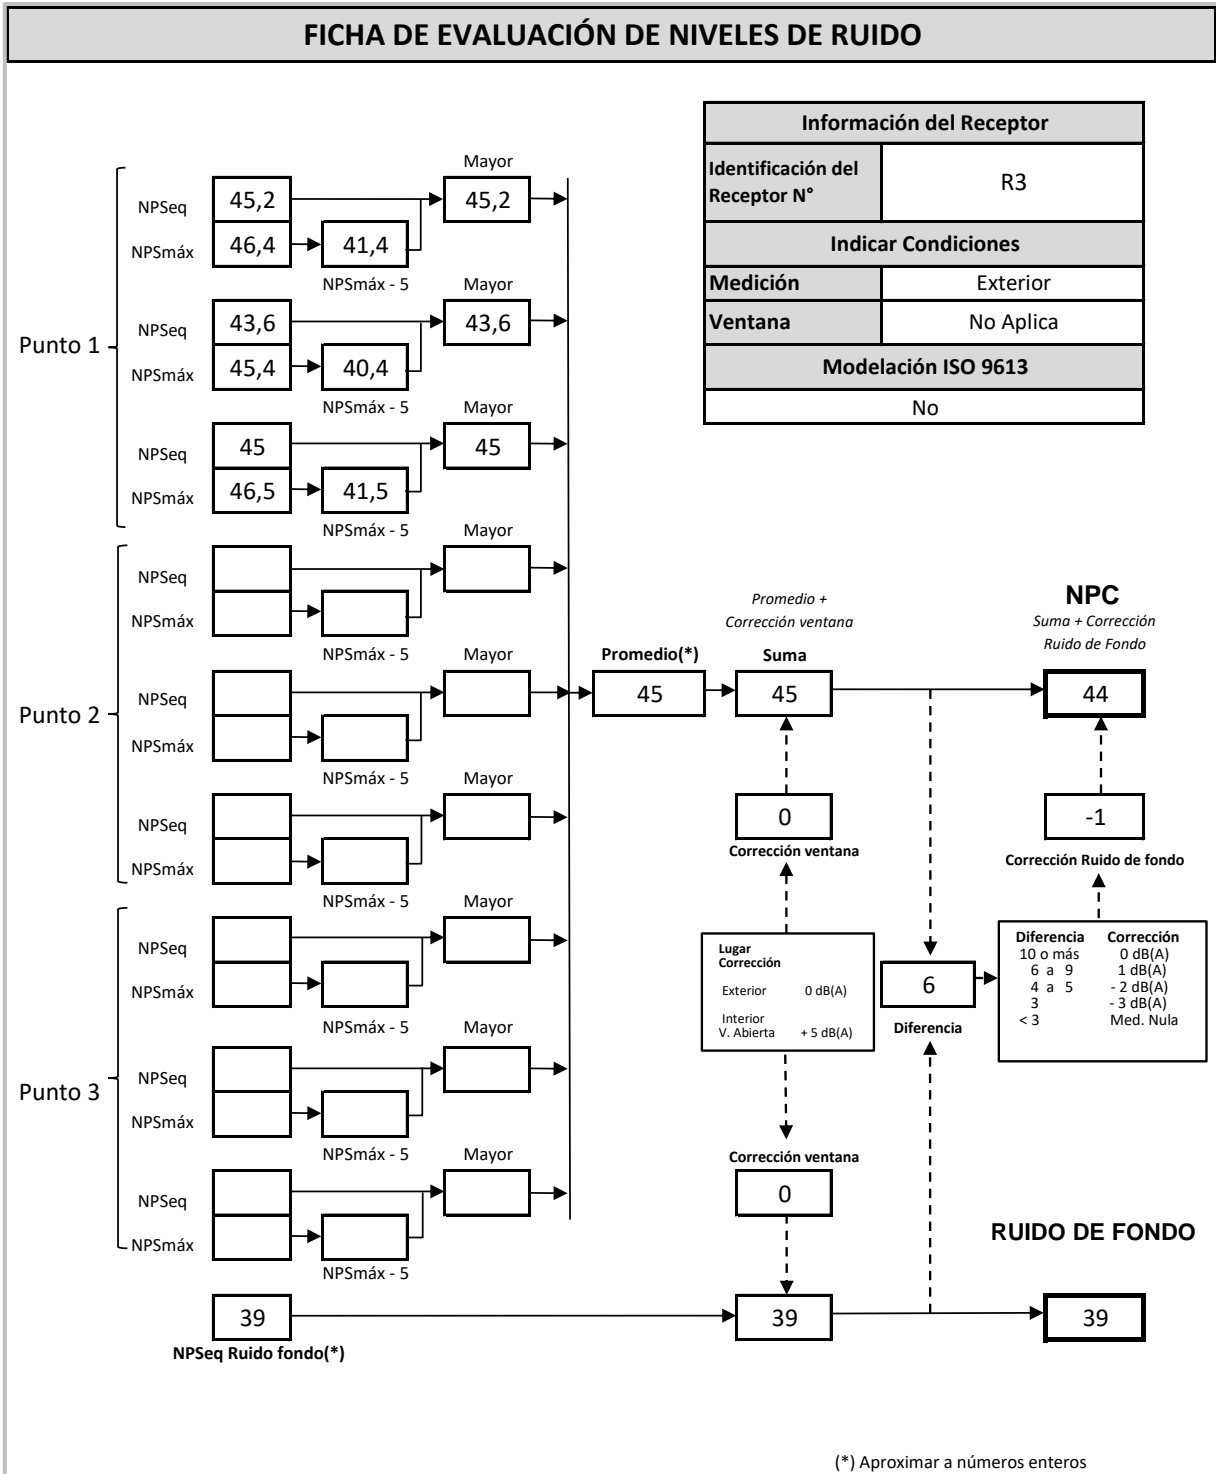 FICHA DE EVALUACIÓN DE NIVELES DE RUIDO
Información del Receptor
Identificación del
Receptor N°
R3
Indicar Condiciones
Medición Exterior
Ventana No Aplica
Modelación ISO 9613
No
Punto 1
Mayor
NPSeq 45,2 45,2
NPSmáx 46,4 41,4
NPSmáx - 5 Mayor
NPSeq 43,6 43,6
NPSmáx 45,4 40,4
NPSmáx - 5 Mayor
NPSeq 45 45
NPSmáx 46,5 41,5
NPSmáx - 5 Mayor
Punto 2
NPSeq
NPSmáx
NPSmáx - 5 Mayor
NPSeq
NPSmáx
NPSmáx - 5 Mayor
NPSeq
NPSmáx
NPSmáx - 5 Mayor
Punto 3
NPSeq
NPSmáx
NPSmáx - 5 Mayor
NPSeq
NPSmáx
NPSmáx - 5 Mayor
NPSeq
NPSmáx
NPSmáx - 5
39
NPSeq Ruido fondo(*)
Promedio(*)
45
Promedio +
Corrección ventana
Suma
45
0
Corrección ventana
Lugar
Corrección
Exterior 0 dB(A)
Interior
V. Abierta + 5 dB(A)
Corrección ventana
0
39
6
Diferencia
NPC
Suma + Corrección
Ruido de Fondo
44
-1
Corrección Ruido de fondo
Diferencia Corrección
10 o más 0 dB(A)
6 a 9 1 dB(A)
4 a 5 - 2 dB(A)
3 - 3 dB(A)
< 3 Med. Nula
RUIDO DE FONDO
39
(*) Aproximar a números enteros